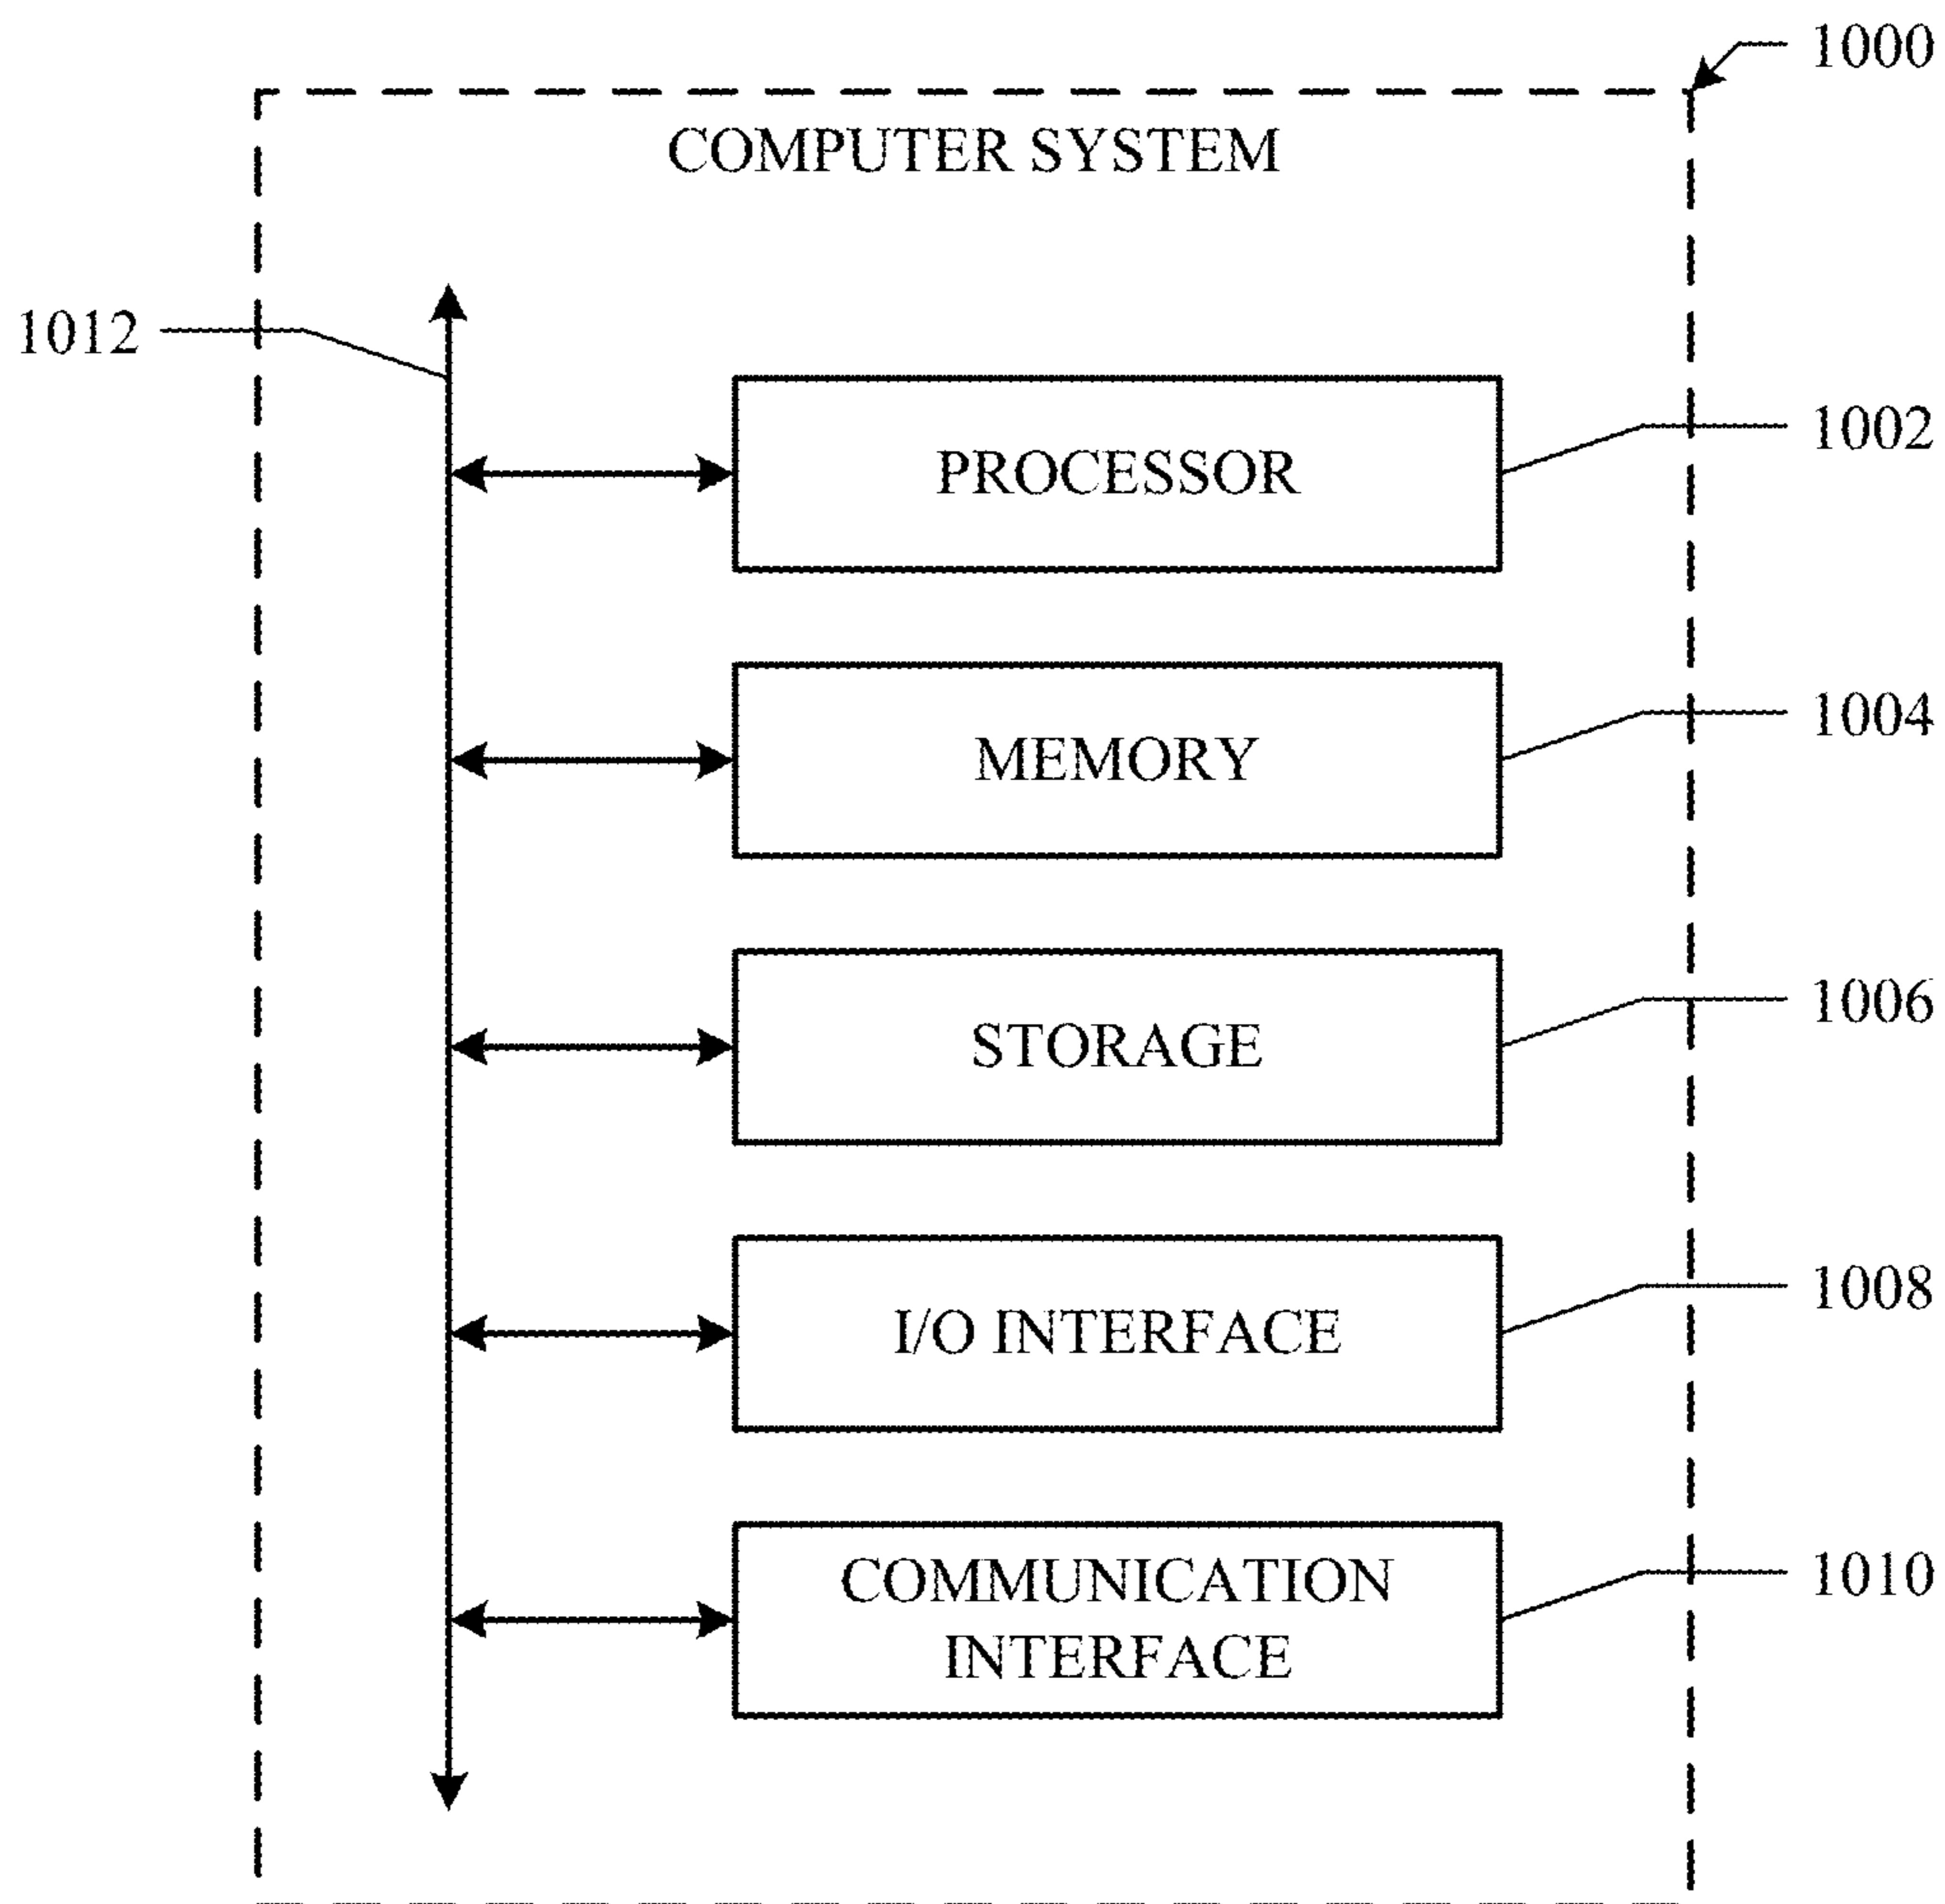 1000
COMPUTER SYSTEM
1012
1002
PROCESSOR
1004
MEMORY
1006
STORAGE
1008
I/O INTERFACE
1010
COMMUNICATION
INTERFACE